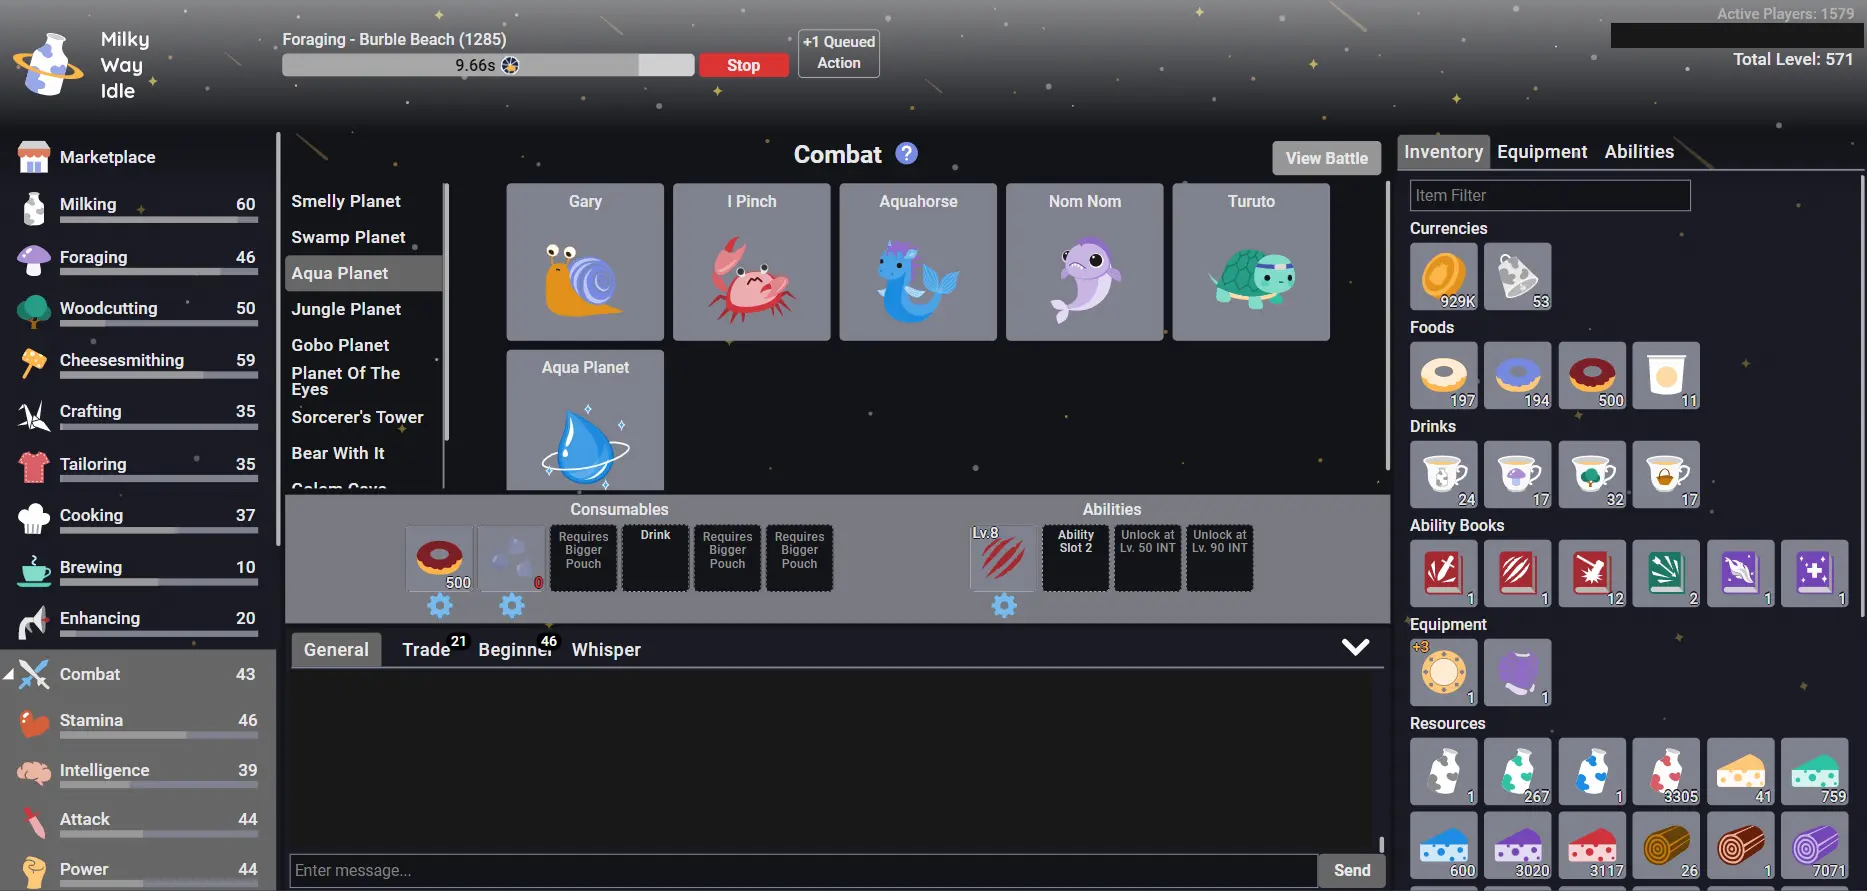 Milky
Way
Idle
Foraging - Burble Beach (1285)
9.66s
Stop
+1 Queued
Action
Active Players: 1579
Total Level: 571
Marketplace
Milking 60
Foraging 46
Woodcutting 50
Cheesesmithing 59
Crafting 35
Tailoring 35
Cooking 37
Brewing 10
Enhancing 20
Combat 43
Stamina 46
Intelligence 39
Attack 44
Power 44
Combat ?
View Battle
Smelly Planet
Swamp Planet
Aqua Planet
Jungle Planet
Gobo Planet
Planet Of The
Eyes
Sorcerer's Tower
Bear With It
Golem Cave
Gary
I Pinch
Aquahorse
Nom Nom
Turuto
Aqua Planet
Consumables
500
0
Requires
Bigger
Pouch
Drink
Requires
Bigger
Pouch
Requires
Bigger
Pouch
Abilities
Lv.8
Ability
Slot 2
Unlock at
Lv. 50 INT
Unlock at
Lv. 90 INT
General
Trade 21
Beginner 46
Whisper
Enter message...
Send
Inventory Equipment Abilities
Item Filter
Currencies
929K 53
Foods
197 194 500 11
Drinks
24 17 32 17
Ability Books
1 1 12 2 1 1
Equipment
+3
1 1
Resources
1 267 1 3305 41 759
600 3020 3117 26 1 7071